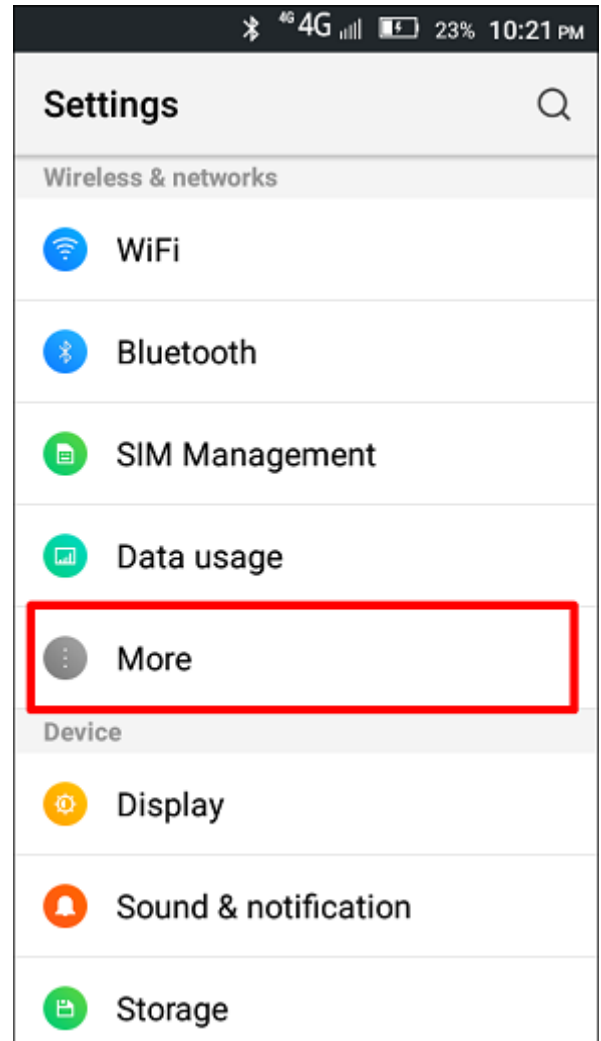 4G 4G 23% 10:21 PM
Settings
Wireless & networks
WiFi
Bluetooth
SIM Management
Data usage
More
Device
Display
Sound & notification
Storage